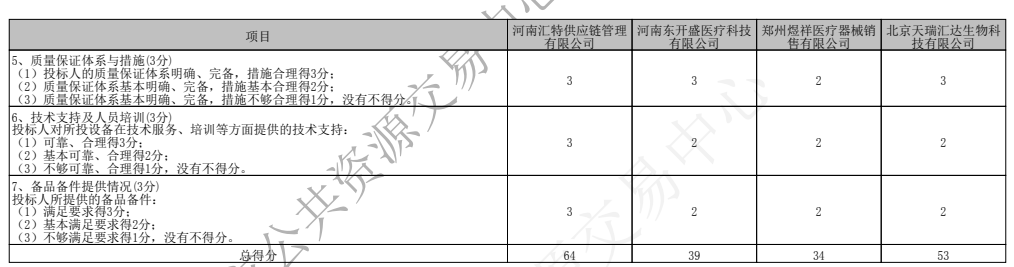 项目
河南汇特供应链管理
有限公司
河南东开盛医疗科技
有限公司
郑州煜祥医疗器械销
售有限公司
北京天瑞汇达生物科
技有限公司
5、质量保证体系与措施(3分)
(1)投标人的质量保证体系明确、完备，措施合理得3分;
(2)质量保证体系基本明确、完备，措施基本合理得2分;
(3)质量保证体系基本明确、完备，措施不够合理得1分，没有不得分。
3
3
2
3
6、技术支持及人员培训(3分)
投标人对所投设备在技术服务、培训等方面提供的技术支持:
(1)可靠、合理得3分;
(2)基本可靠、合理得2分;
(3)不够可靠、合理得1分，没有不得分。
3
2
2
2
7、备品备件提供情况(3分)
投标人所提供的备品备件:
(1)满足要求得3分;
(2)基本满足要求得2分;
(3)不够满足要求得1分，没有不得分。
3
2
2
2
总得分
64
39
34
53
公共资源交易
源交易中心